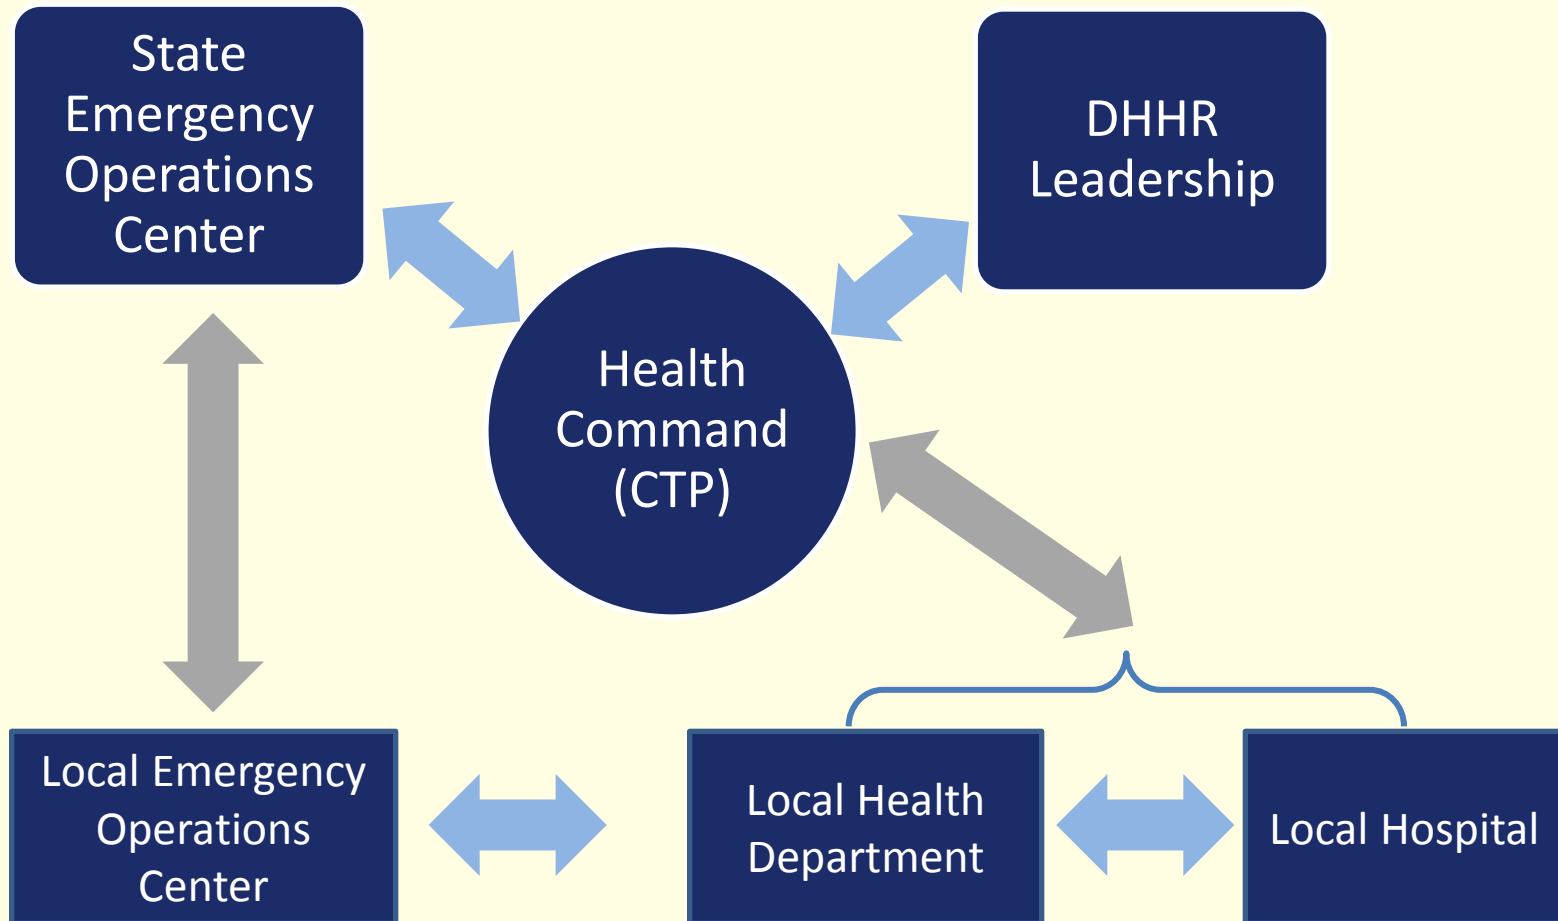 State
Emergency
Operations
Center
DHHR
Leadership
Health
Command
(CTP)
Local Emergency
Operations
Center
Local Health
Department
Local Hospital